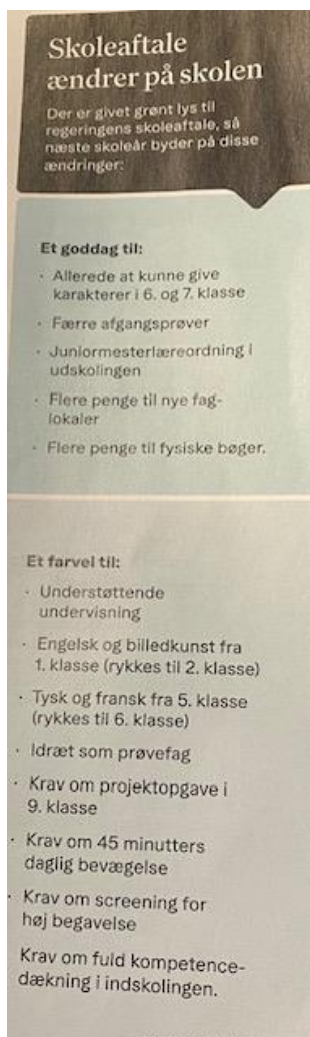 Skoleaftale
ændrer på skolen
Der er givet grønt lys til
regeringens skoleaftale, så
næste skoleår byder på disse
ændringer:
Et goddag til:
· Allerede at kunne give
karakterer i 6. og 7. klasse
· Færre afgangsprøver
· Juniormesterlæreordning i
udskolingen
· Flere penge til nye fag-
lokaler
· Flere penge til fysiske bøger.
Et farvel til:
· Understøttende
undervisning
· Engelsk og billedkunst fra
1. klasse (rykkes til 2. klasse)
· Tysk og fransk fra 5. klasse
(rykkes til 6. klasse)
· Idræt som prøvefag
· Krav om projektopgave i
9. klasse
· Krav om 45 minutters
daglig bevægelse
· Krav om screening for
høj begavelse
Krav om fuld kompetence-
dækning i indskolingen.